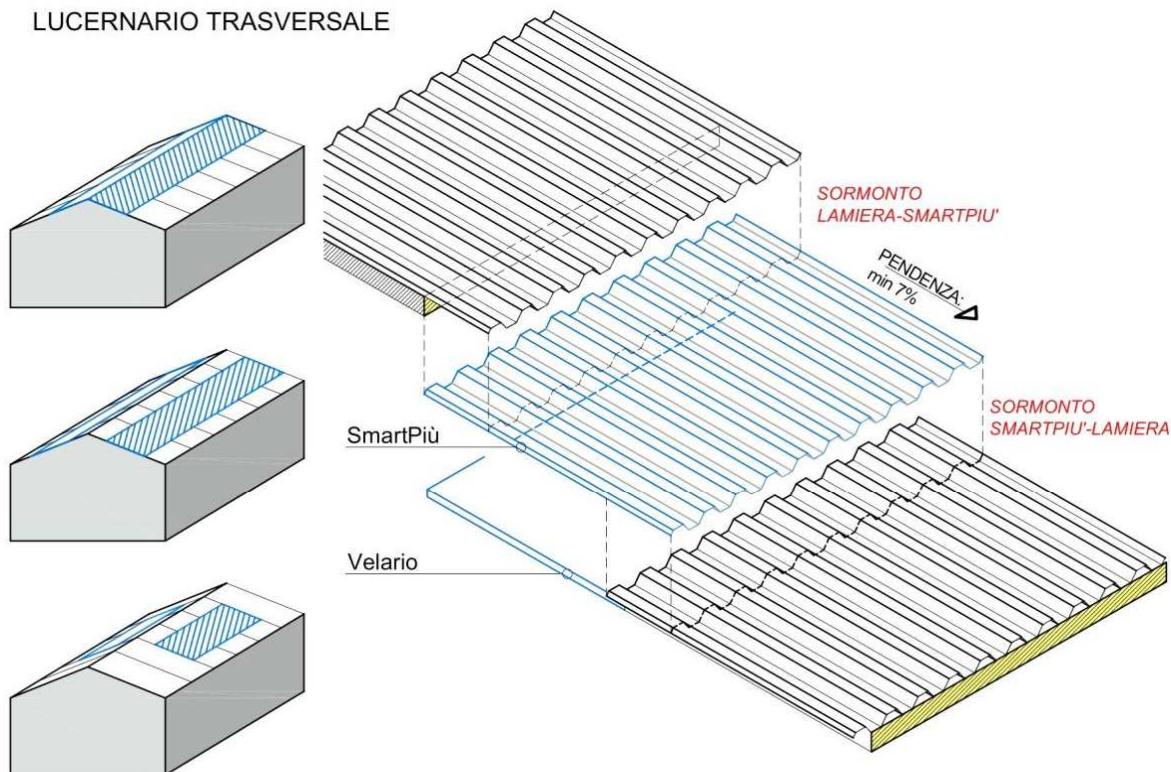 LUCERNARIO TRASVERSALE
SORMONTO
LAMIERA-SMARTPIU'
PENDENZA:
min 7%
SORMONTO
SMARTPIU'-LAMIERA
SmartPiù
Velario